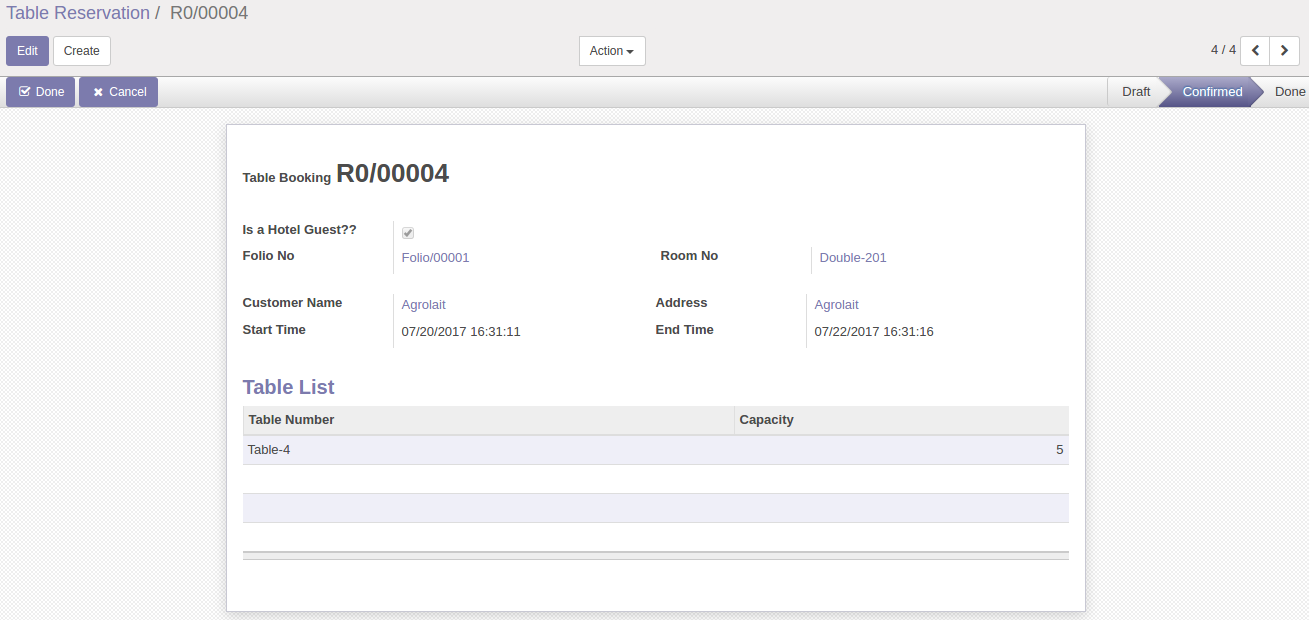 Table Reservation / R0/00004
Edit Create Action 4 / 4
Done Cancel Draft Confirmed Done
Table Booking R0/00004
Is a Hotel Guest??
Folio No Folio/00001 Room No Double-201
Customer Name Agrolait Address Agrolait
Start Time 07/20/2017 16:31:11 End Time 07/22/2017 16:31:16
Table List
Table Number Capacity
Table-4 5